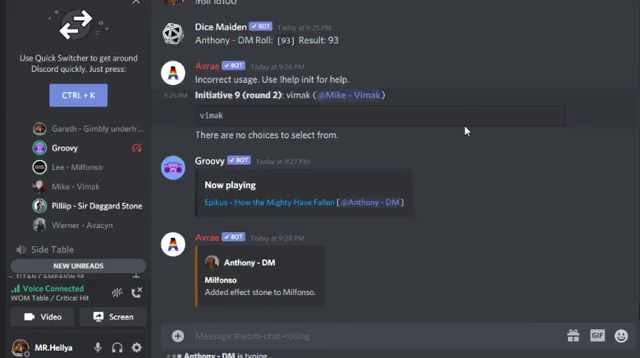 !roll 1d100
Dice Maiden BOT Today at 9:25 PM
Anthony - DM Roll: [93] Result: 93
Use Quick Switcher to get around
Discord quickly. Just press:
CTRL + K
Avrae BOT Today at 9:26 PM
Incorrect usage. Use !help init for help.
9:26 PM Initiative 9 (round 2): vimak (@Mike - Vimak)
vimak
There are no choices to select from.
Gareth - Gimbly underfr...
Groovy
Lee - Milfonso
Mike - Vimak
Pilliip - Sir Daggard Stone
Werner - Avacyn
Side Table
NEW UNREADS
TITAN CAMPAIGN
Groovy BOT Today at 9:27 PM
Now playing
Epikus - How the Mighty Have Fallen [@Anthony - DM]
Avrae BOT Today at 9:28 PM
Anthony - DM
Milfonso
Added effect stone to Milfonso.
Voice Connected
WOM Table / Critical Hit
Video
Screen
MR.Hellya
Message #wom-chat-rolling
GIF
Anthony - DM is typing...